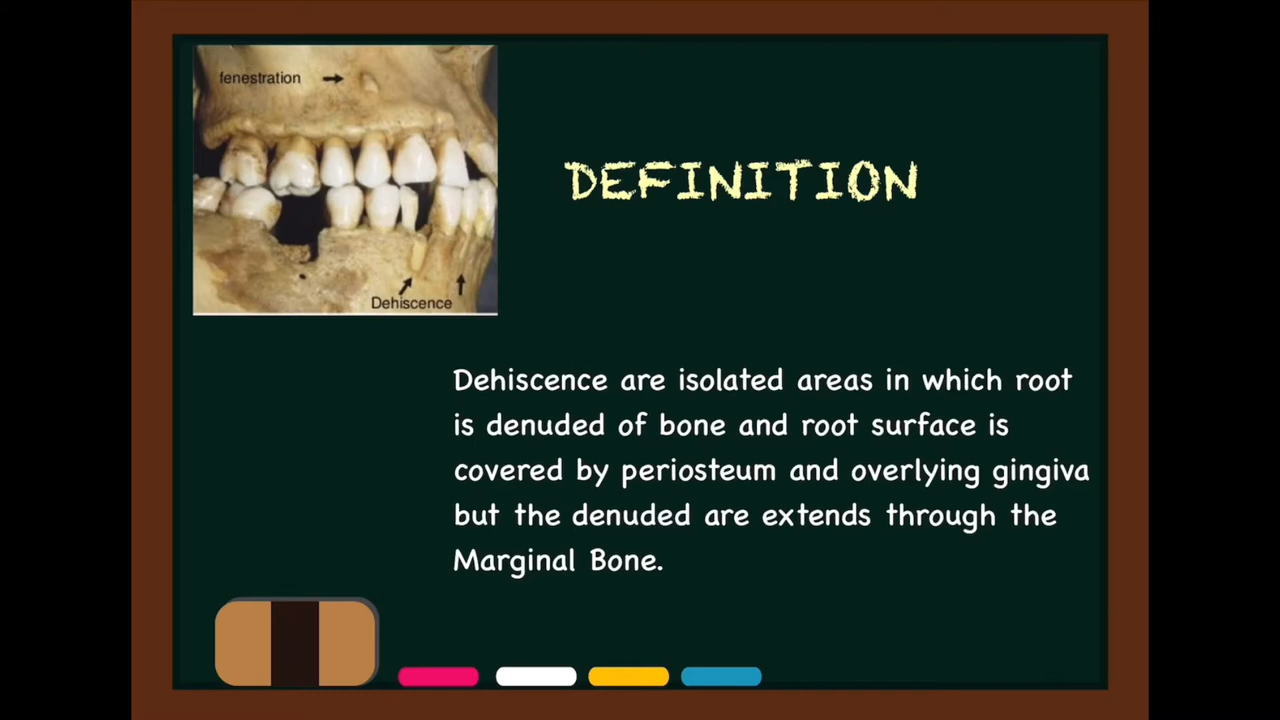 fenestration
Dehiscence
DEFINITION
Dehiscence are isolated areas in which root
is denuded of bone and root surface is
covered by periosteum and overlying gingiva
but the denuded are extends through the
Marginal Bone.